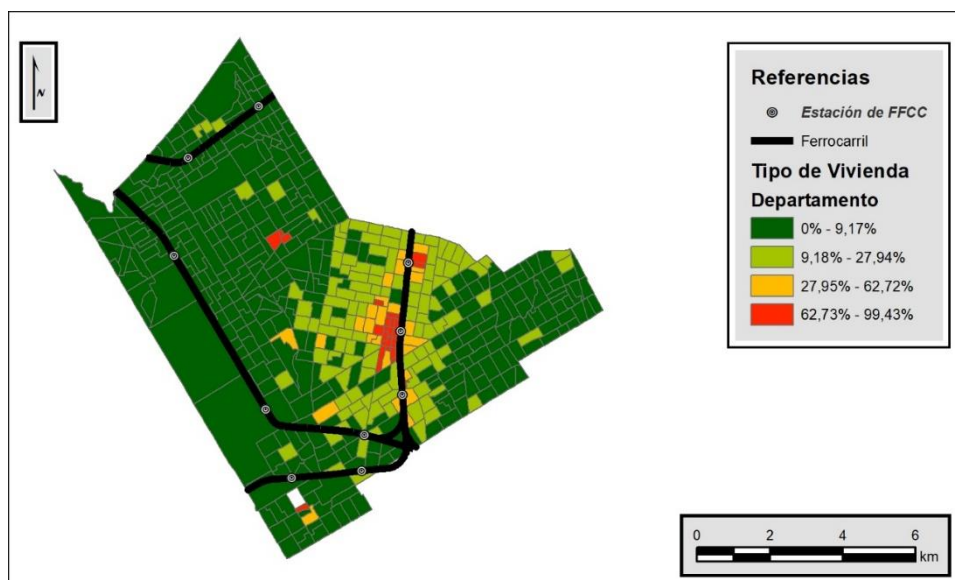 N
Referencias
Estación de FFCC
Ferrocarril
Tipo de Vivienda
Departamento
0% - 9,17%
9,18% - 27,94%
27,95% - 62,72%
62,73% - 99,43%
0 2 4 6
km